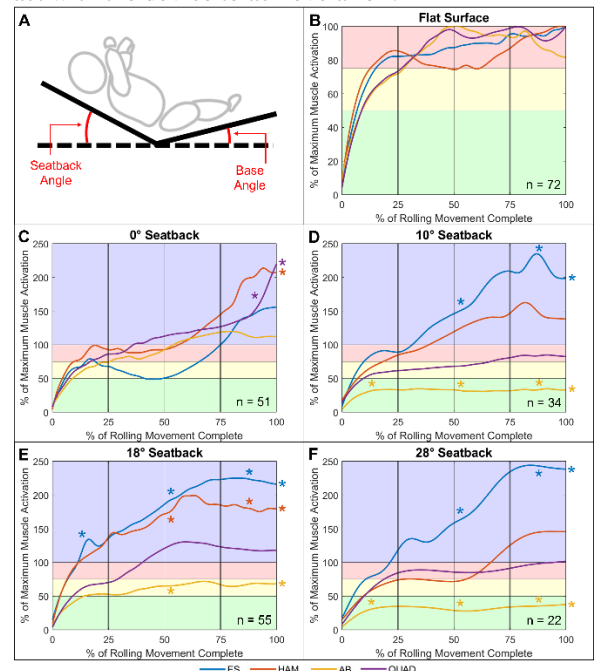 A
Seatback
Angle
Base
Angle
B
Flat Surface
% of Maximum Muscle Activation
100
80
60
40
20
0
n = 72
0
25
50
75
100
% of Rolling Movement Complete
C
0° Seatback
% of Maximum Muscle Activation
250
200
150
100
50
0
*
*
*
n = 51
0
25
50
75
100
% of Rolling Movement Complete
D
10° Seatback
% of Maximum Muscle Activation
250
200
150
100
50
0
*
*
*
*
*
*
*
n = 34
0
25
50
75
100
% of Rolling Movement Complete
E
18° Seatback
% of Maximum Muscle Activation
250
200
150
100
50
0
*
*
*
*
*
*
*
*
*
n = 55
0
25
50
75
100
% of Rolling Movement Complete
F
28° Seatback
% of Maximum Muscle Activation
250
200
150
100
50
0
*
*
*
*
*
*
*
n = 22
0
25
50
75
100
% of Rolling Movement Complete
ES HAM AB QUAD